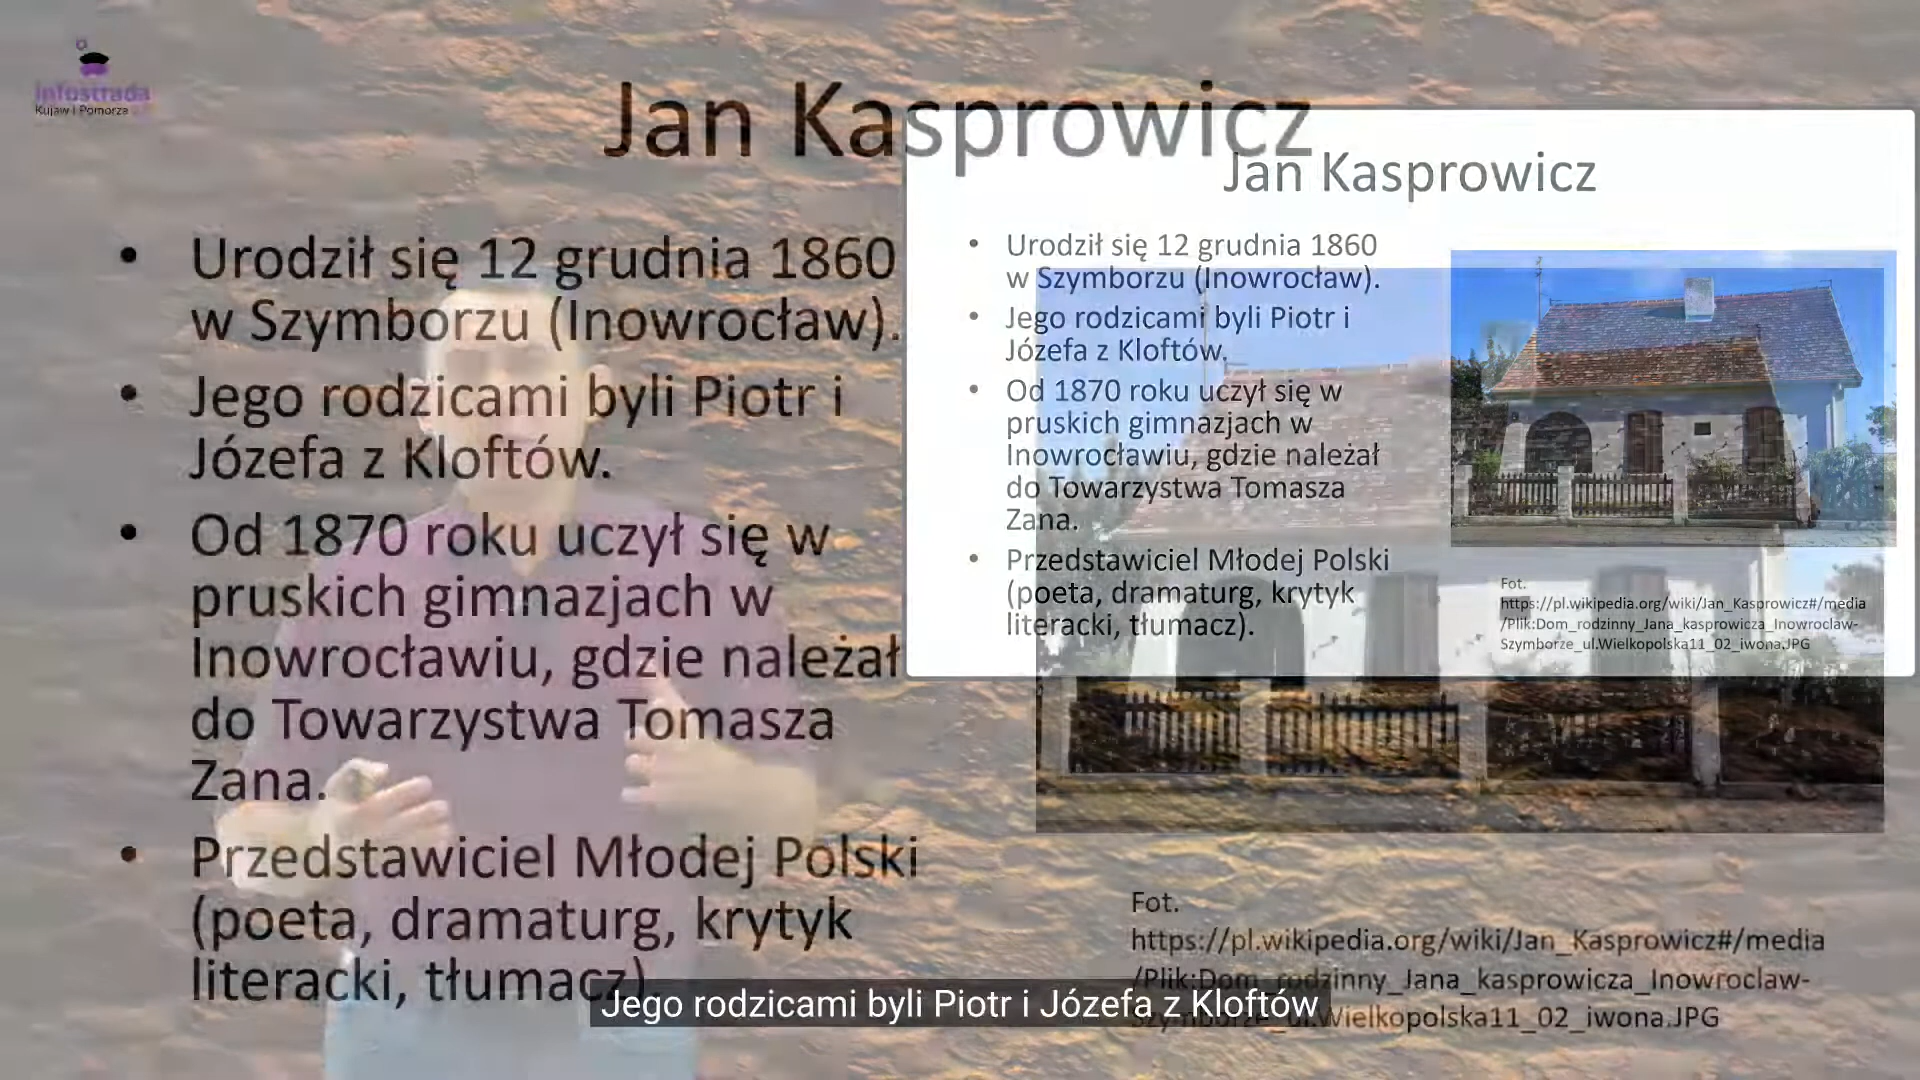 infostrada
Kujaw i Pomorza
Jan Kasprowicz
• Urodził się 12 grudnia 1860
w Szymborzu (Inowrocław).
• Jego rodzicami byli Piotr i
Józefa z Kloftów.
• Od 1870 roku uczył się w
pruskich gimnazjach w
Inowrocławiu, gdzie należał
do Towarzystwa Tomasza
Zana.
• Przedstawiciel Młodej Polski
(poeta, dramaturg, krytyk
literacki, tłumacz).
Jan Kasprowicz
• Urodził się 12 grudnia 1860
w Szymborzu (Inowrocław).
• Jego rodzicami byli Piotr i
Józefa z Kloftów.
• Od 1870 roku uczył się w
pruskich gimnazjach w
Inowrocławiu, gdzie należał
do Towarzystwa Tomasza
Zana.
• Przedstawiciel Młodej Polski
(poeta, dramaturg, krytyk
literacki, tłumacz).
Fot.
https://pl.wikipedia.org/wiki/Jan_Kasprowicz#/media
/Plik:Dom_rodzinny_Jana_kasprowicza_Inowroclaw-
Szymborze_ul.Wielkopolska11_02_iwona.JPG
Fot.
https://pl.wikipedia.org/wiki/Jan_Kasprowicz#/media
/Plik:Dom_rodzinny_Jana_kasprowicza_Inowroclaw-
Szymborze_ul.Wielkopolska11_02_iwona.JPG
Jego rodzicami byli Piotr i Józefa z Kloftów